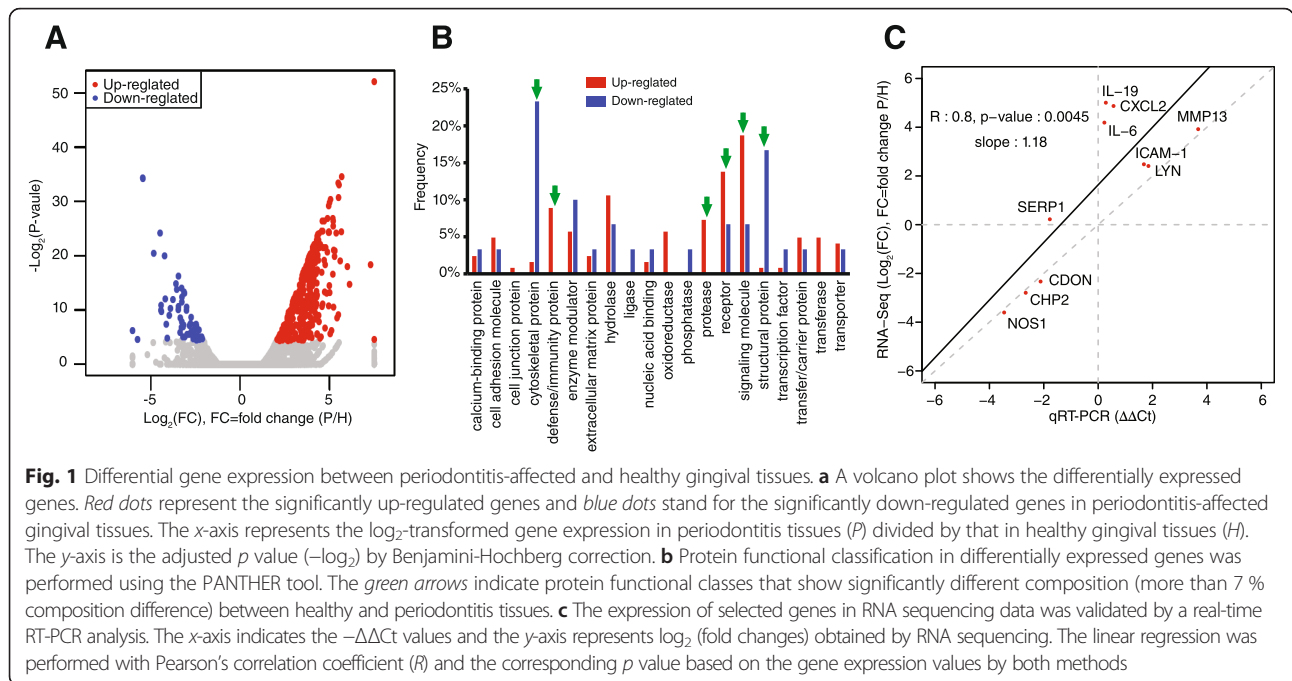 A
Up-reglated
Down-reglated
50
40
30
20
10
0
-Log2(P-vaule)
-5
0
5
Log2(FC), FC=fold change (P/H)
B
Up-reglated
Down-reglated
25%
20%
15%
10%
5%
0%
Frequency
calcium-binding protein
cell adhesion molecule
cell junction protein
cytoskeletal protein
defense/immunity protein
enzyme modulator
extracellular matrix protein
hydrolase
ligase
nucleic acid binding
oxidoreductase
phosphatase
protease
receptor
signaling molecule
structural protein
transcription factor
transfer/carrier protein
transferase
transporter
C
6
4
2
0
−2
−4
−6
RNA−Seq (Log2(FC), FC=fold change P/H)
R : 0.8, p-value : 0.0045
slope : 1.18
IL−19
CXCL2
IL−6
MMP13
ICAM−1
LYN
SERP1
CDON
CHP2
NOS1
−6
−4
−2
0
2
4
6
qRT-PCR (ΔΔCt)
Fig. 1 Differential gene expression between periodontitis-affected and healthy gingival tissues. a A volcano plot shows the differentially expressed
genes. Red dots represent the significantly up-regulated genes and blue dots stand for the significantly down-regulated genes in periodontitis-affected
gingival tissues. The x-axis represents the log2-transformed gene expression in periodontitis tissues (P) divided by that in healthy gingival tissues (H).
The y-axis is the adjusted p value (−log2) by Benjamini-Hochberg correction. b Protein functional classification in differentially expressed genes was
performed using the PANTHER tool. The green arrows indicate protein functional classes that show significantly different composition (more than 7 %
composition difference) between healthy and periodontitis tissues. c The expression of selected genes in RNA sequencing data was validated by a real-time
RT-PCR analysis. The x-axis indicates the −ΔΔCt values and the y-axis represents log2 (fold changes) obtained by RNA sequencing. The linear regression was
performed with Pearson's correlation coefficient (R) and the corresponding p value based on the gene expression values by both methods